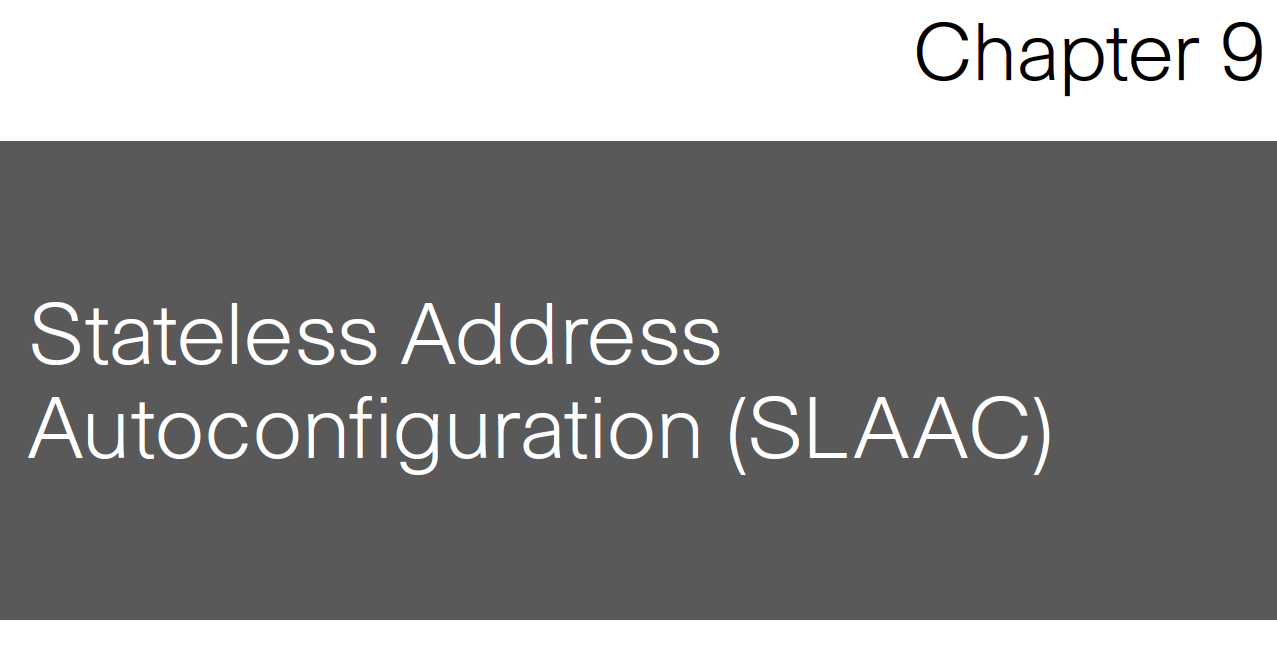 Chapter 9
Stateless Address
Autoconfiguration (SLAAC)